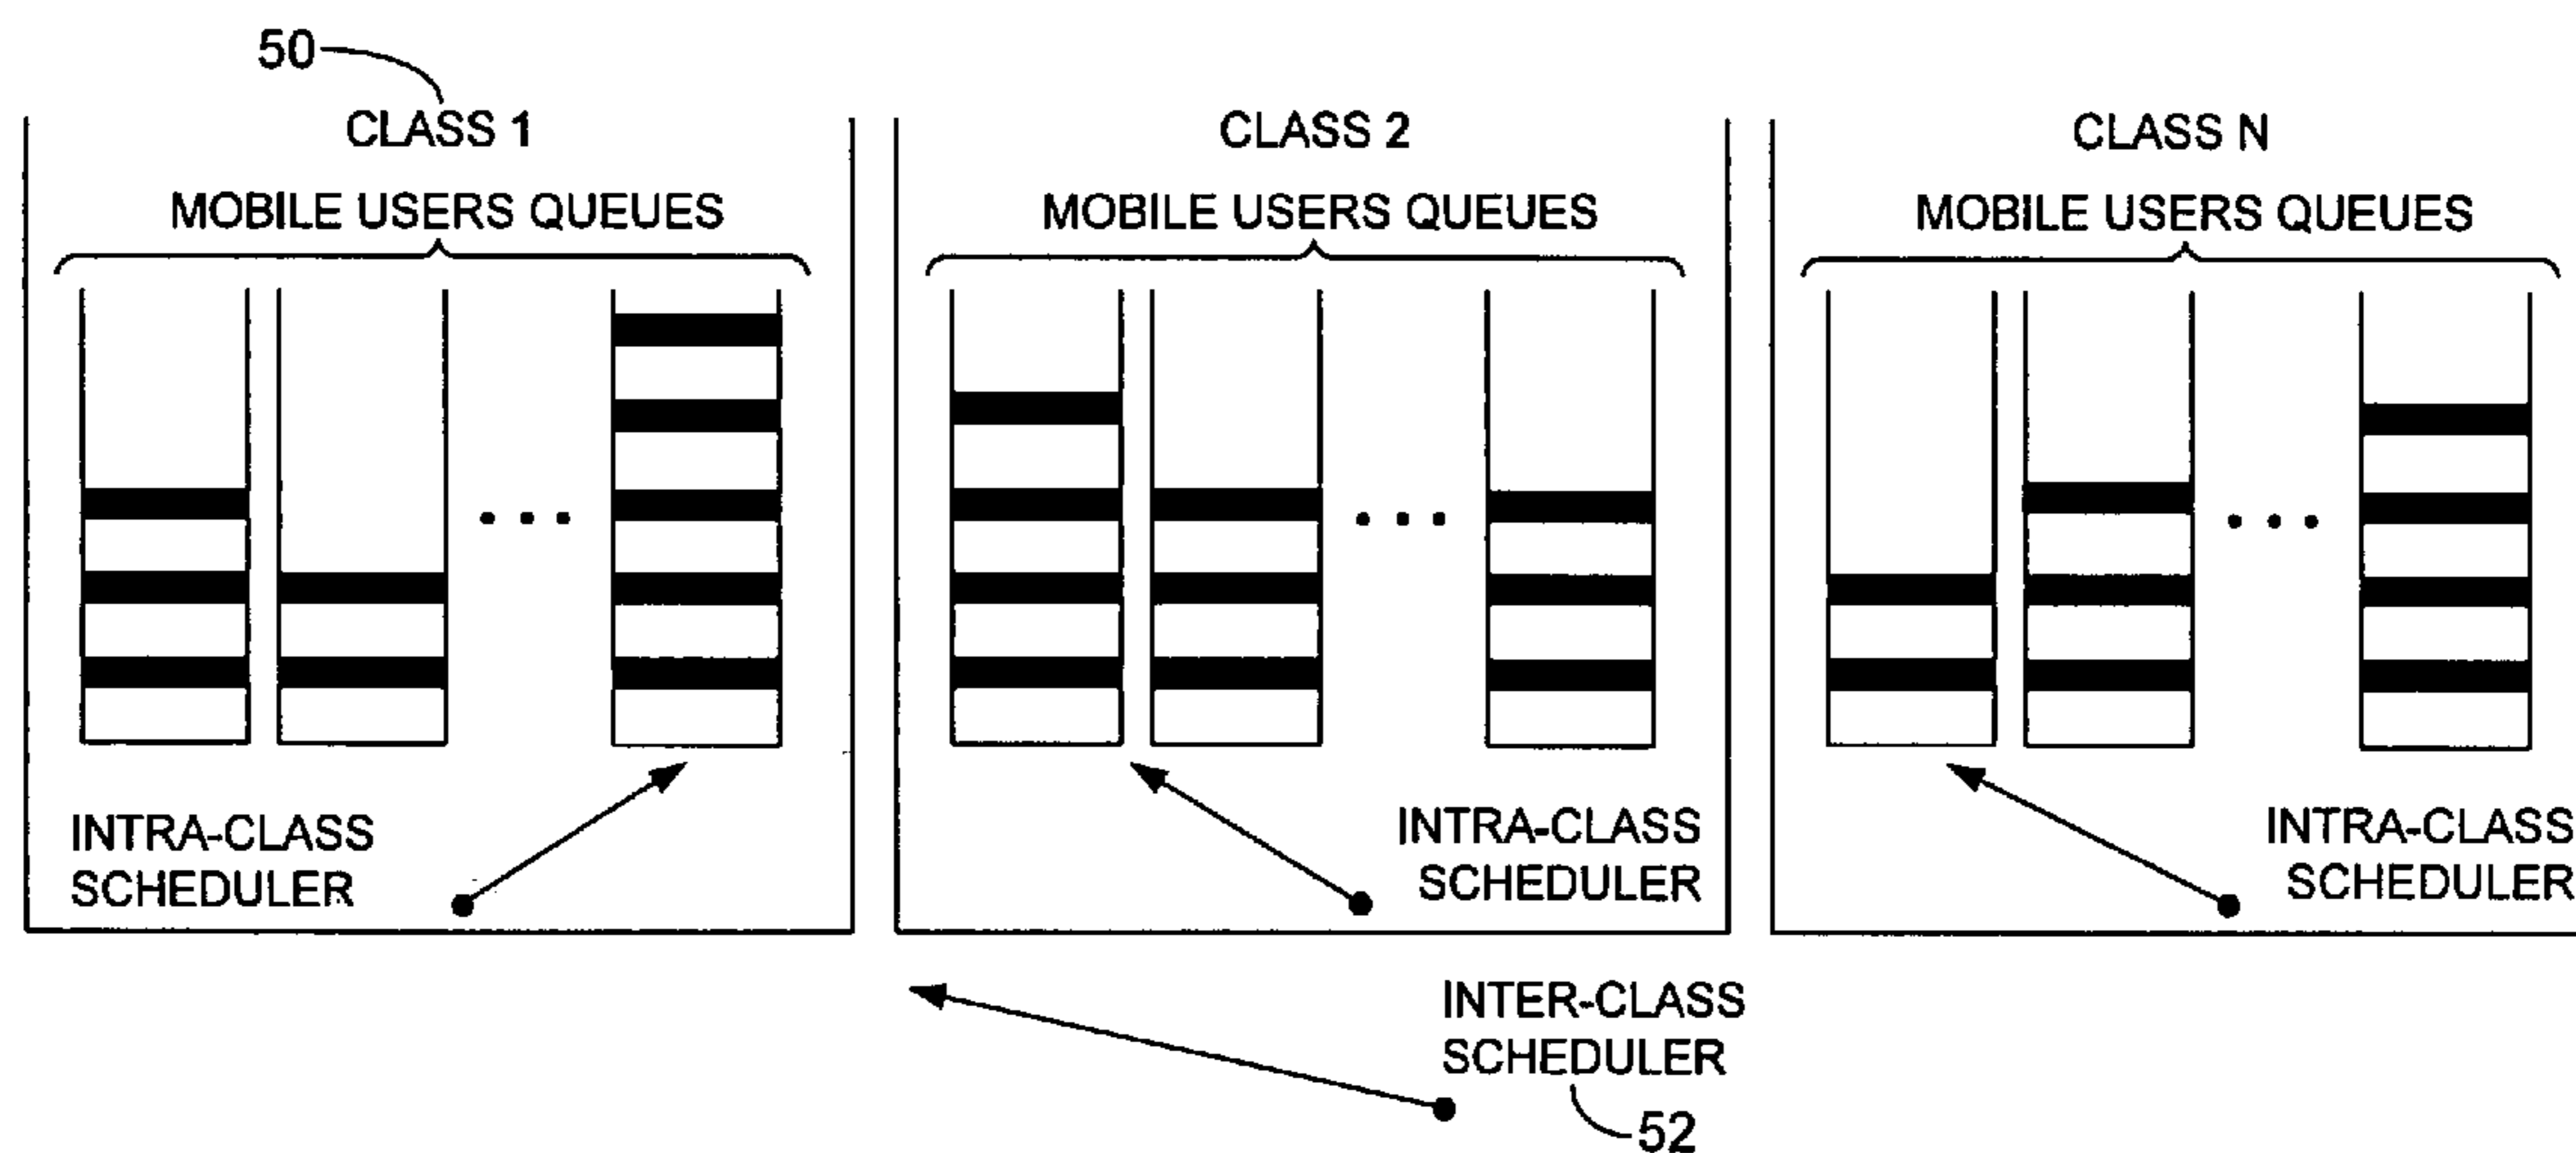 50
CLASS 1
CLASS 2
CLASS N
MOBILE USERS QUEUES
MOBILE USERS QUEUES
MOBILE USERS QUEUES
INTRA-CLASS
SCHEDULER
INTRA-CLASS
SCHEDULER
INTRA-CLASS
SCHEDULER
INTER-CLASS
SCHEDULER
52